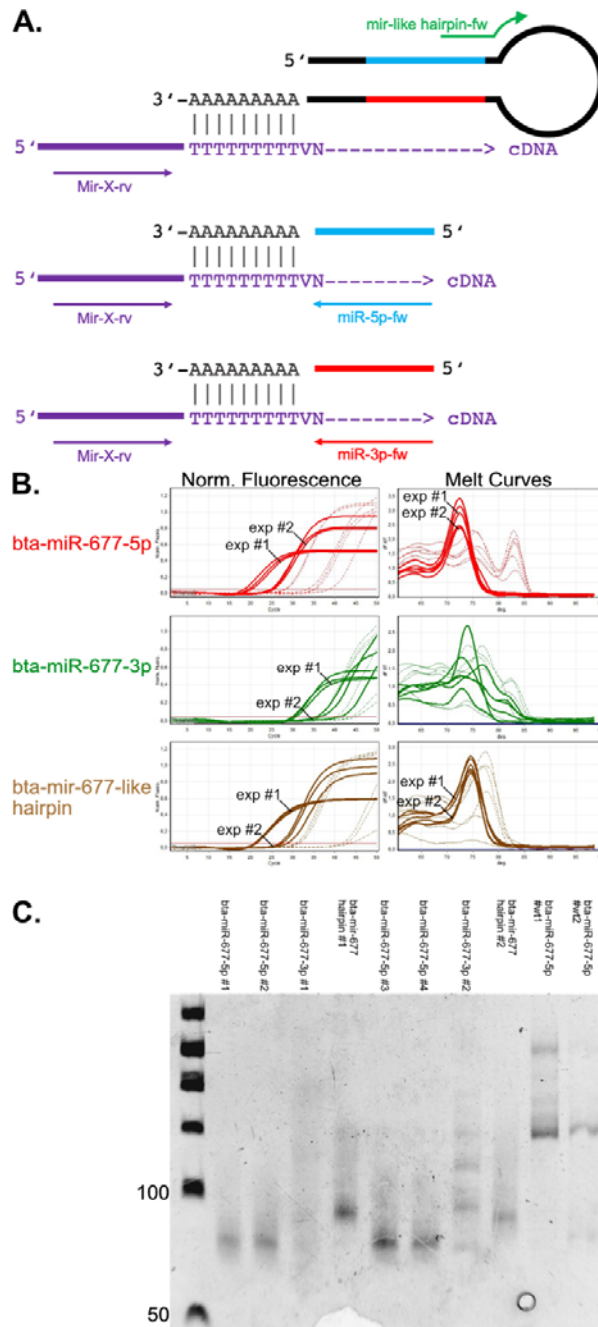 A.
mir-like hairpin-fw
5‘
3‘-AAAAAAAAA
5‘ TTTTTTTTTVN--------> cDNA
Mir-X-rv
3‘-AAAAAAAAA 5‘
5‘ TTTTTTTTTVN-------> cDNA
Mir-X-rv miR-5p-fw
3‘-AAAAAAAAA 5‘
5‘ TTTTTTTTTVN-------> cDNA
Mir-X-rv miR-3p-fw
B. Norm. Fluorescence Melt Curves
bta-miR-677-5p
exp #2
exp #1
exp #1
exp #2
Cycle deg.
bta-miR-677-3p
exp #1
exp #2
Cycle deg.
bta-mir-677-like
hairpin
exp #1
exp #2
exp #1
exp #2
Cycle deg.
C.
bta-miR-677-5p #1
bta-miR-677-5p #2
bta-miR-677-3p #1
bta-mir-677
hairpin #1
bta-miR-677-5p #3
bta-miR-677-5p #4
bta-miR-677-3p #2
bta-mir-677
hairpin #2
bta-miR-677-5p
#wt1
bta-miR-677-5p
#wt2
100
50